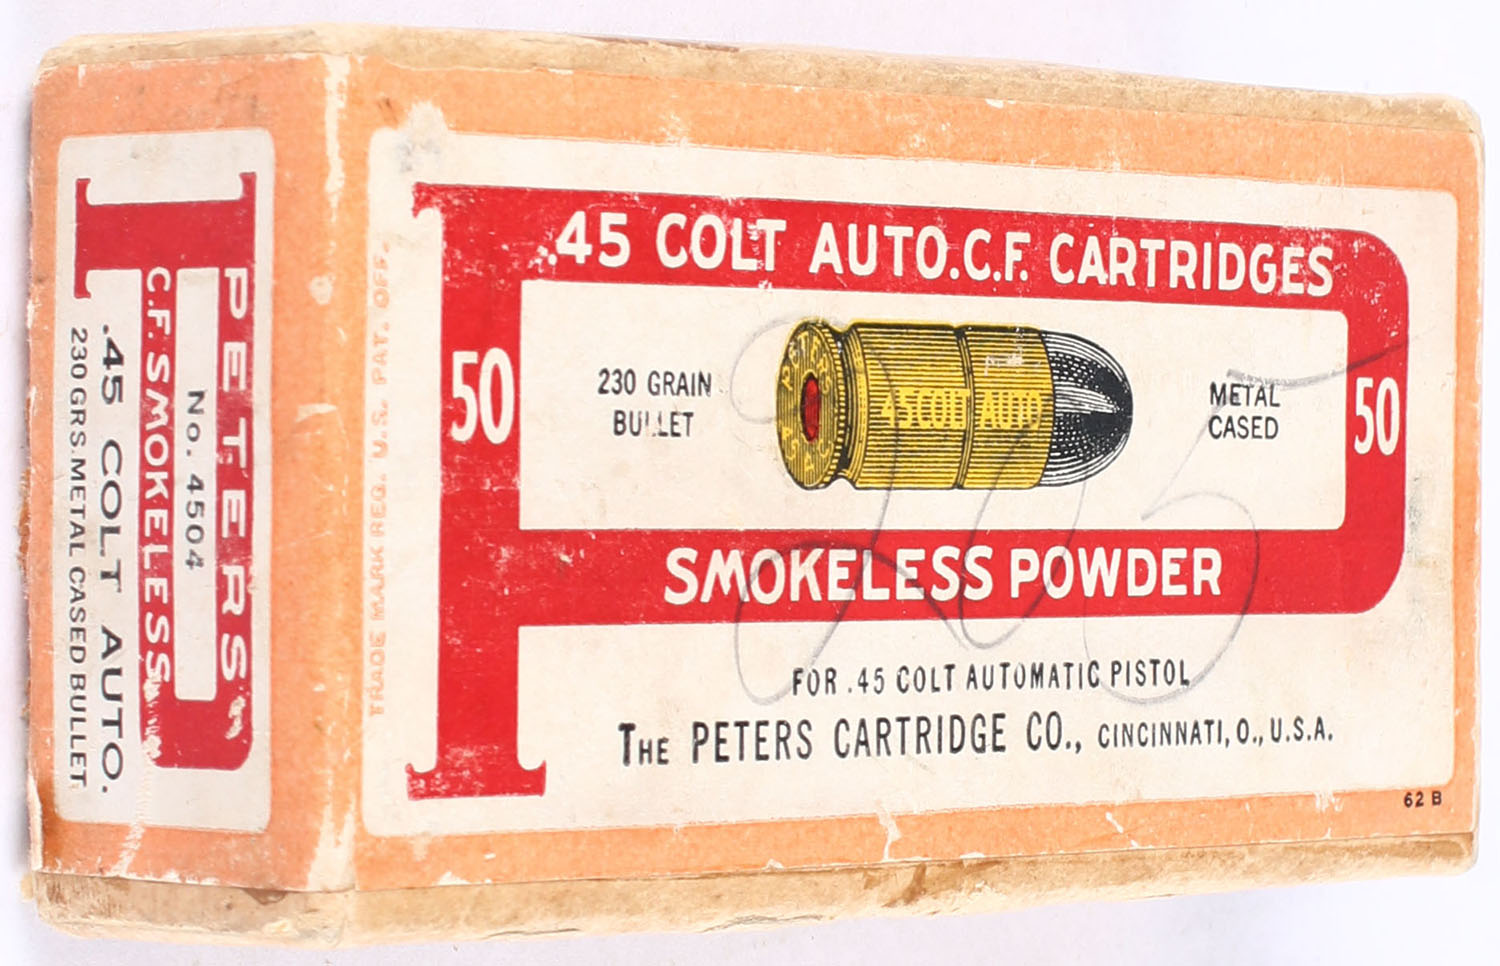 PETERS
No. 4504
C.F. SMOKELESS
.45 COLT AUTO.
230 GRS. METAL CASED BULLET.
TRADE MARK REG. U.S. PAT. OFF.
.45 COLT AUTO. C.F. CARTRIDGES
50
230 GRAIN
BULLET
PETERS
45 COLT AUTO
METAL
CASED
50
SMOKELESS POWDER
FOR .45 COLT AUTOMATIC PISTOL
THE PETERS CARTRIDGE CO., CINCINNATI, O., U.S.A.
62 B